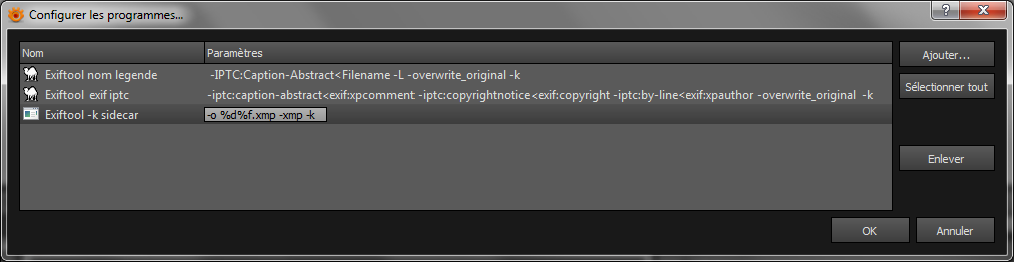 Configurer les programmes...
?
X
Nom Paramètres
Exiftool nom legende -IPTC:Caption-Abstract<Filename -L -overwrite_original -k
Exiftool exif iptc -iptc:caption-abstract<exif:xpcomment -iptc:copyrightnotice<exif:copyright -iptc:by-line<exif:xpauthor -overwrite_original -k
Exiftool -k sidecar -o %d%f.xmp -xmp -k
Ajouter...
Sélectionner tout
Enlever
OK Annuler